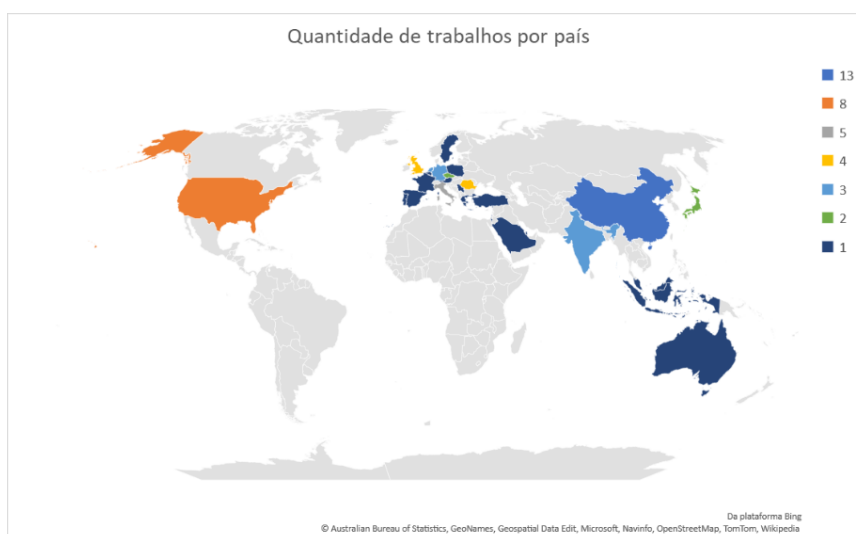 Quantidade de trabalhos por país
13
8
5
4
3
2
1
Da plataforma Bing
© Australian Bureau of Statistics, GeoNames, Geospatial Data Edit, Microsoft, Navinfo, OpenStreetMap, TomTom, Wikipedia